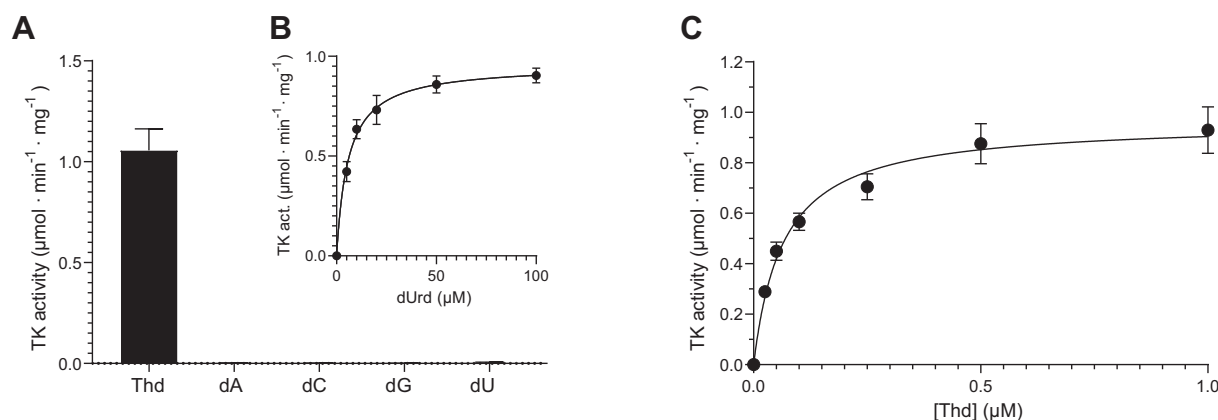 A
TK activity (µmol · min⁻¹ · mg⁻¹)
1.5
1.0
0.5
0.0
Thd dA dC dG dU
B
TK act. (µmol · min⁻¹ · mg⁻¹)
1.0
0.5
0.0
0 50 100
dUrd (µM)
C
TK activity (µmol · min⁻¹ · mg⁻¹)
1.2
1.0
0.8
0.6
0.4
0.2
0.0
0.0 0.5 1.0
[Thd] (µM)